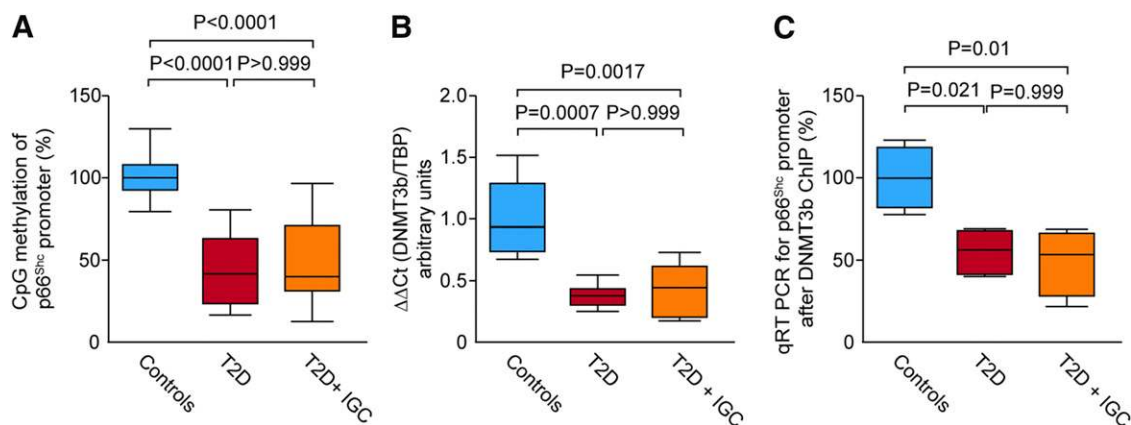 A
P<0.0001
P<0.0001 P>0.999
CpG methylation of
p66Shc promoter (%)
150
100
50
0
Controls
T2D
T2D+ IGC
B
P=0.0017
P=0.0007 P>0.999
ΔΔCt (DNMT3b/TBP)
arbitrary units
2.0
1.5
1.0
0.5
0
Controls
T2D
T2D + IGC
C
P=0.01
P=0.021 P=0.999
qRT PCR for p66Shc promoter
after DNMT3b ChIP (%)
150
100
50
0
Controls
T2D
T2D + IGC